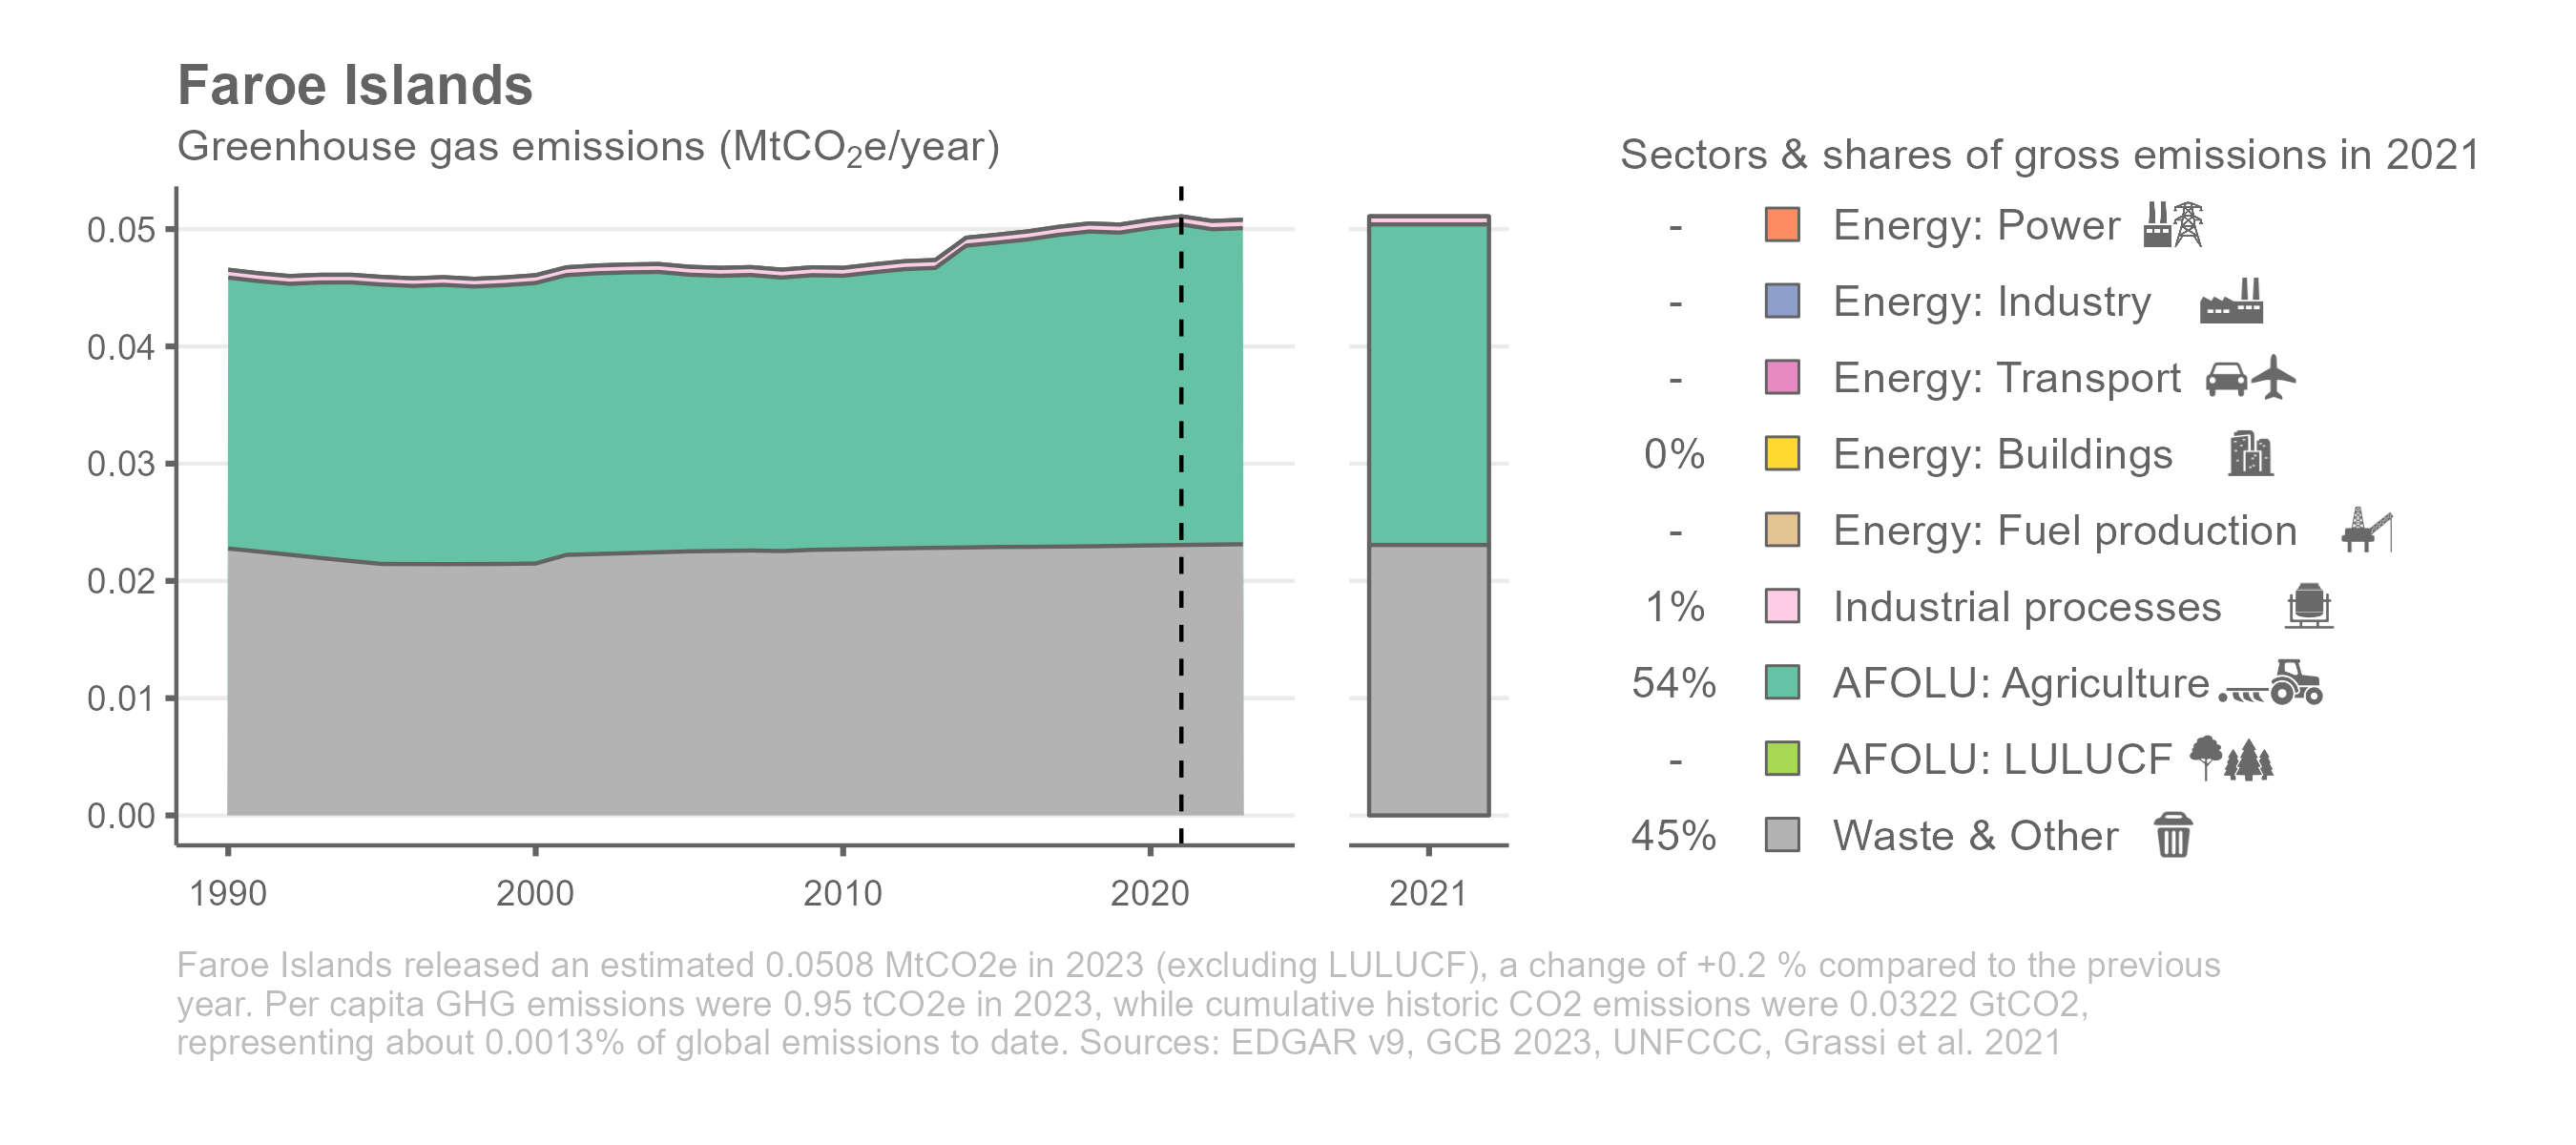 Faroe Islands
Greenhouse gas emissions (MtCO₂e/year)
Sectors & shares of gross emissions in 2021
0.05
0.04
0.03
0.02
0.01
0.00
1990
2000
2010
2020
2021
- Energy: Power
- Energy: Industry
- Energy: Transport
0% Energy: Buildings
- Energy: Fuel production
1% Industrial processes
54% AFOLU: Agriculture
- AFOLU: LULUCF
45% Waste & Other
Faroe Islands released an estimated 0.0508 MtCO2e in 2023 (excluding LULUCF), a change of +0.2 % compared to the previous
year. Per capita GHG emissions were 0.95 tCO2e in 2023, while cumulative historic CO2 emissions were 0.0322 GtCO2,
representing about 0.0013% of global emissions to date. Sources: EDGAR v9, GCB 2023, UNFCCC, Grassi et al. 2021